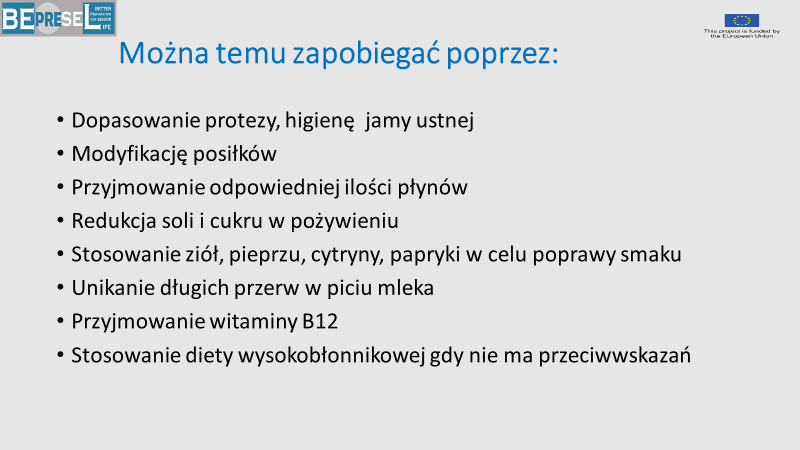 BEPRESEL
BETTER
PREPARATION
FOR SENIOR
LIFE
This project is funded by
the European Union
Można temu zapobiegać poprzez:
• Dopasowanie protezy, higienę jamy ustnej
• Modyfikację posiłków
• Przyjmowanie odpowiedniej ilości płynów
• Redukcja soli i cukru w pożywieniu
• Stosowanie ziół, pieprzu, cytryny, papryki w celu poprawy smaku
• Unikanie długich przerw w piciu mleka
• Przyjmowanie witaminy B12
• Stosowanie diety wysokobłonnikowej gdy nie ma przeciwwskazań